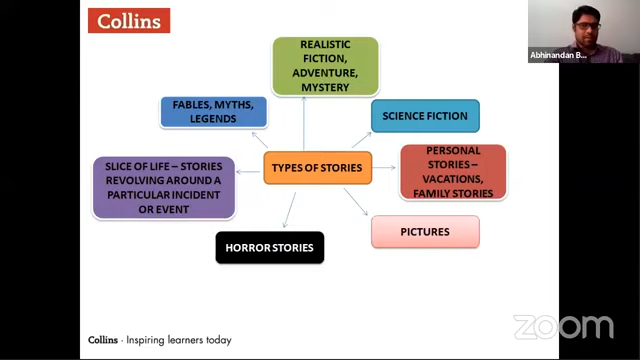 Collins
Abhinandan B...
REALISTIC
FICTION,
ADVENTURE,
MYSTERY
FABLES, MYTHS,
LEGENDS
SCIENCE FICTION
SLICE OF LIFE – STORIES
REVOLVING AROUND A
PARTICULAR INCIDENT
OR EVENT
TYPES OF STORIES
PERSONAL
STORIES –
VACATIONS,
FAMILY STORIES
HORROR STORIES
PICTURES
zoom
Collins · Inspiring learners today